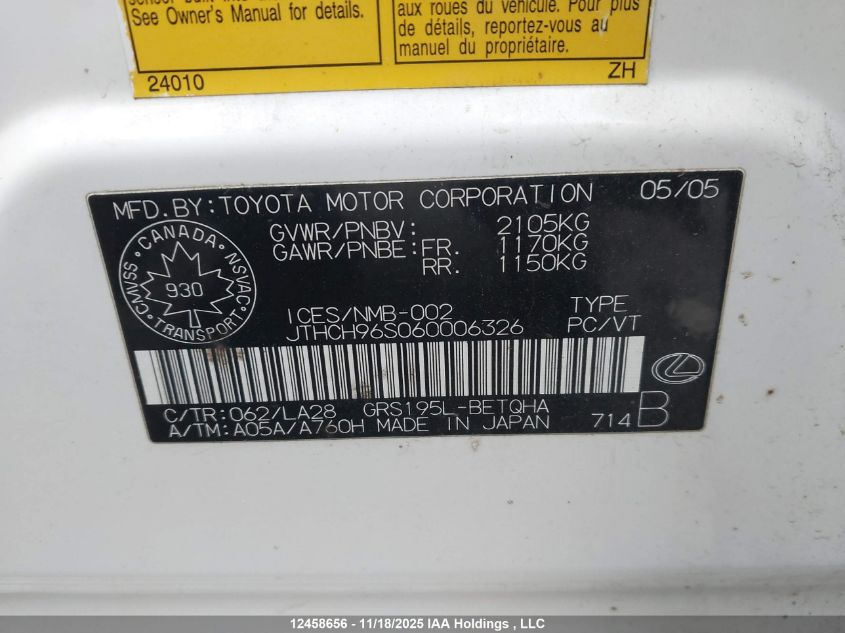 See Owner's Manual for details.
24010
aux roues du véhicule. Pour plus
de détails, reportez-vous au
manuel du propriétaire.
ZH
MFD.BY:TOYOTA MOTOR CORPORATION 05/05
GVWR/PNBV: 2105KG
GAWR/PNBE:FR. 1170KG
RR. 1150KG
CANADA
CMVSS NSVAC
930
TRANSPORT
ICES/NMB-002 TYPE
JTHCH96S060006326 PC/VT
C/TR:062/LA28 GRS195L-BETQHA
A/TM:A05A/A760H MADE IN JAPAN 714 B
12458656 - 11/18/2025 IAA Holdings , LLC